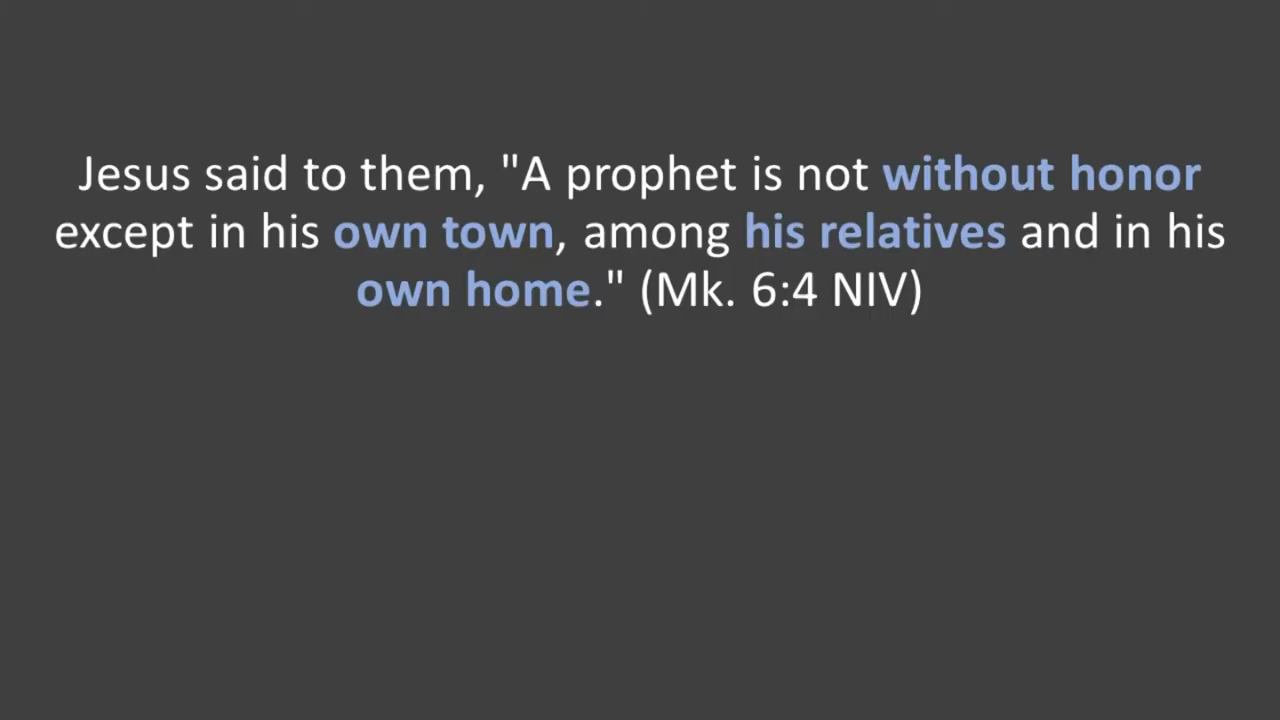 Jesus said to them, "A prophet is not without honor
except in his own town, among his relatives and in his
own home." (Mk. 6:4 NIV)